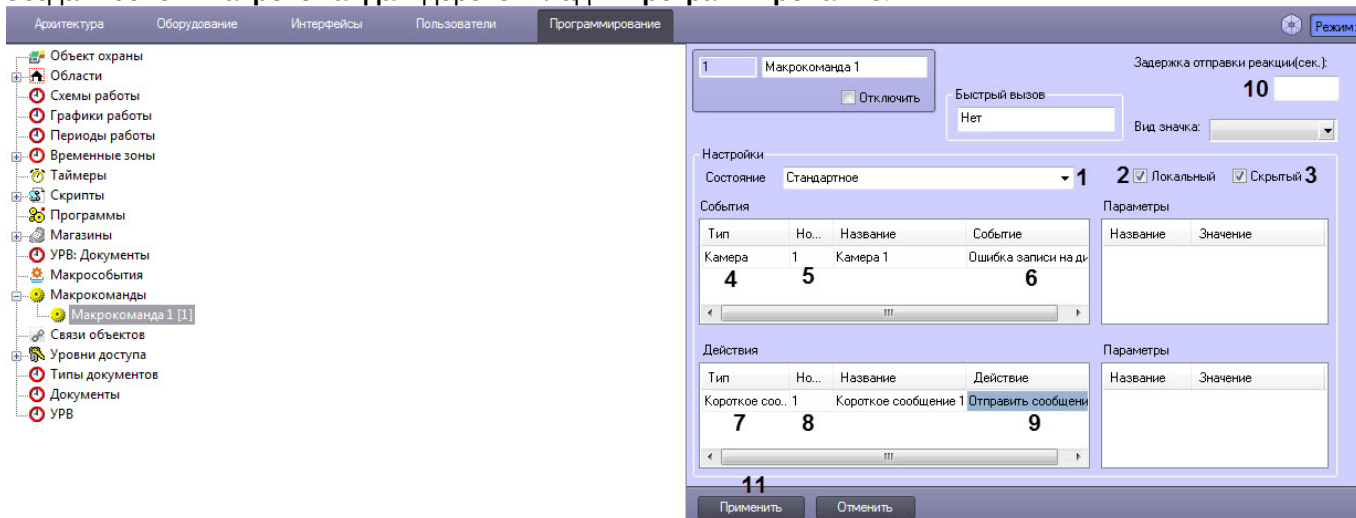 Архитектура Оборудование Интерфейсы Пользователи Программирование Режим:
Объект охраны
Области
Схемы работы
Графики работы
Периоды работы
Временные зоны
Таймеры
Скрипты
Программы
Магазины
УРВ: Документы
Макрособытия
Макрокоманды
Макрокоманда 1 [1]
Связи объектов
Уровни доступа
Типы документов
Документы
УРВ
1 Макрокоманда 1
Отключить
Быстрый вызов
Нет
Задержка отправки реакции(сек.):
10
Вид значка:
Настройки
Состояние Стандартное 1 2 Локальный Скрытый 3
События
Тип Но... Название Событие
Камера 1 Камера 1 Ошибка записи на ди
4 5 6
Параметры
Название Значение
Действия
Тип Но... Название Действие
Короткое соо.. 1 Короткое сообщение 1 Отправить сообщени
7 8 9
Параметры
Название Значение
11
Применить Отменить